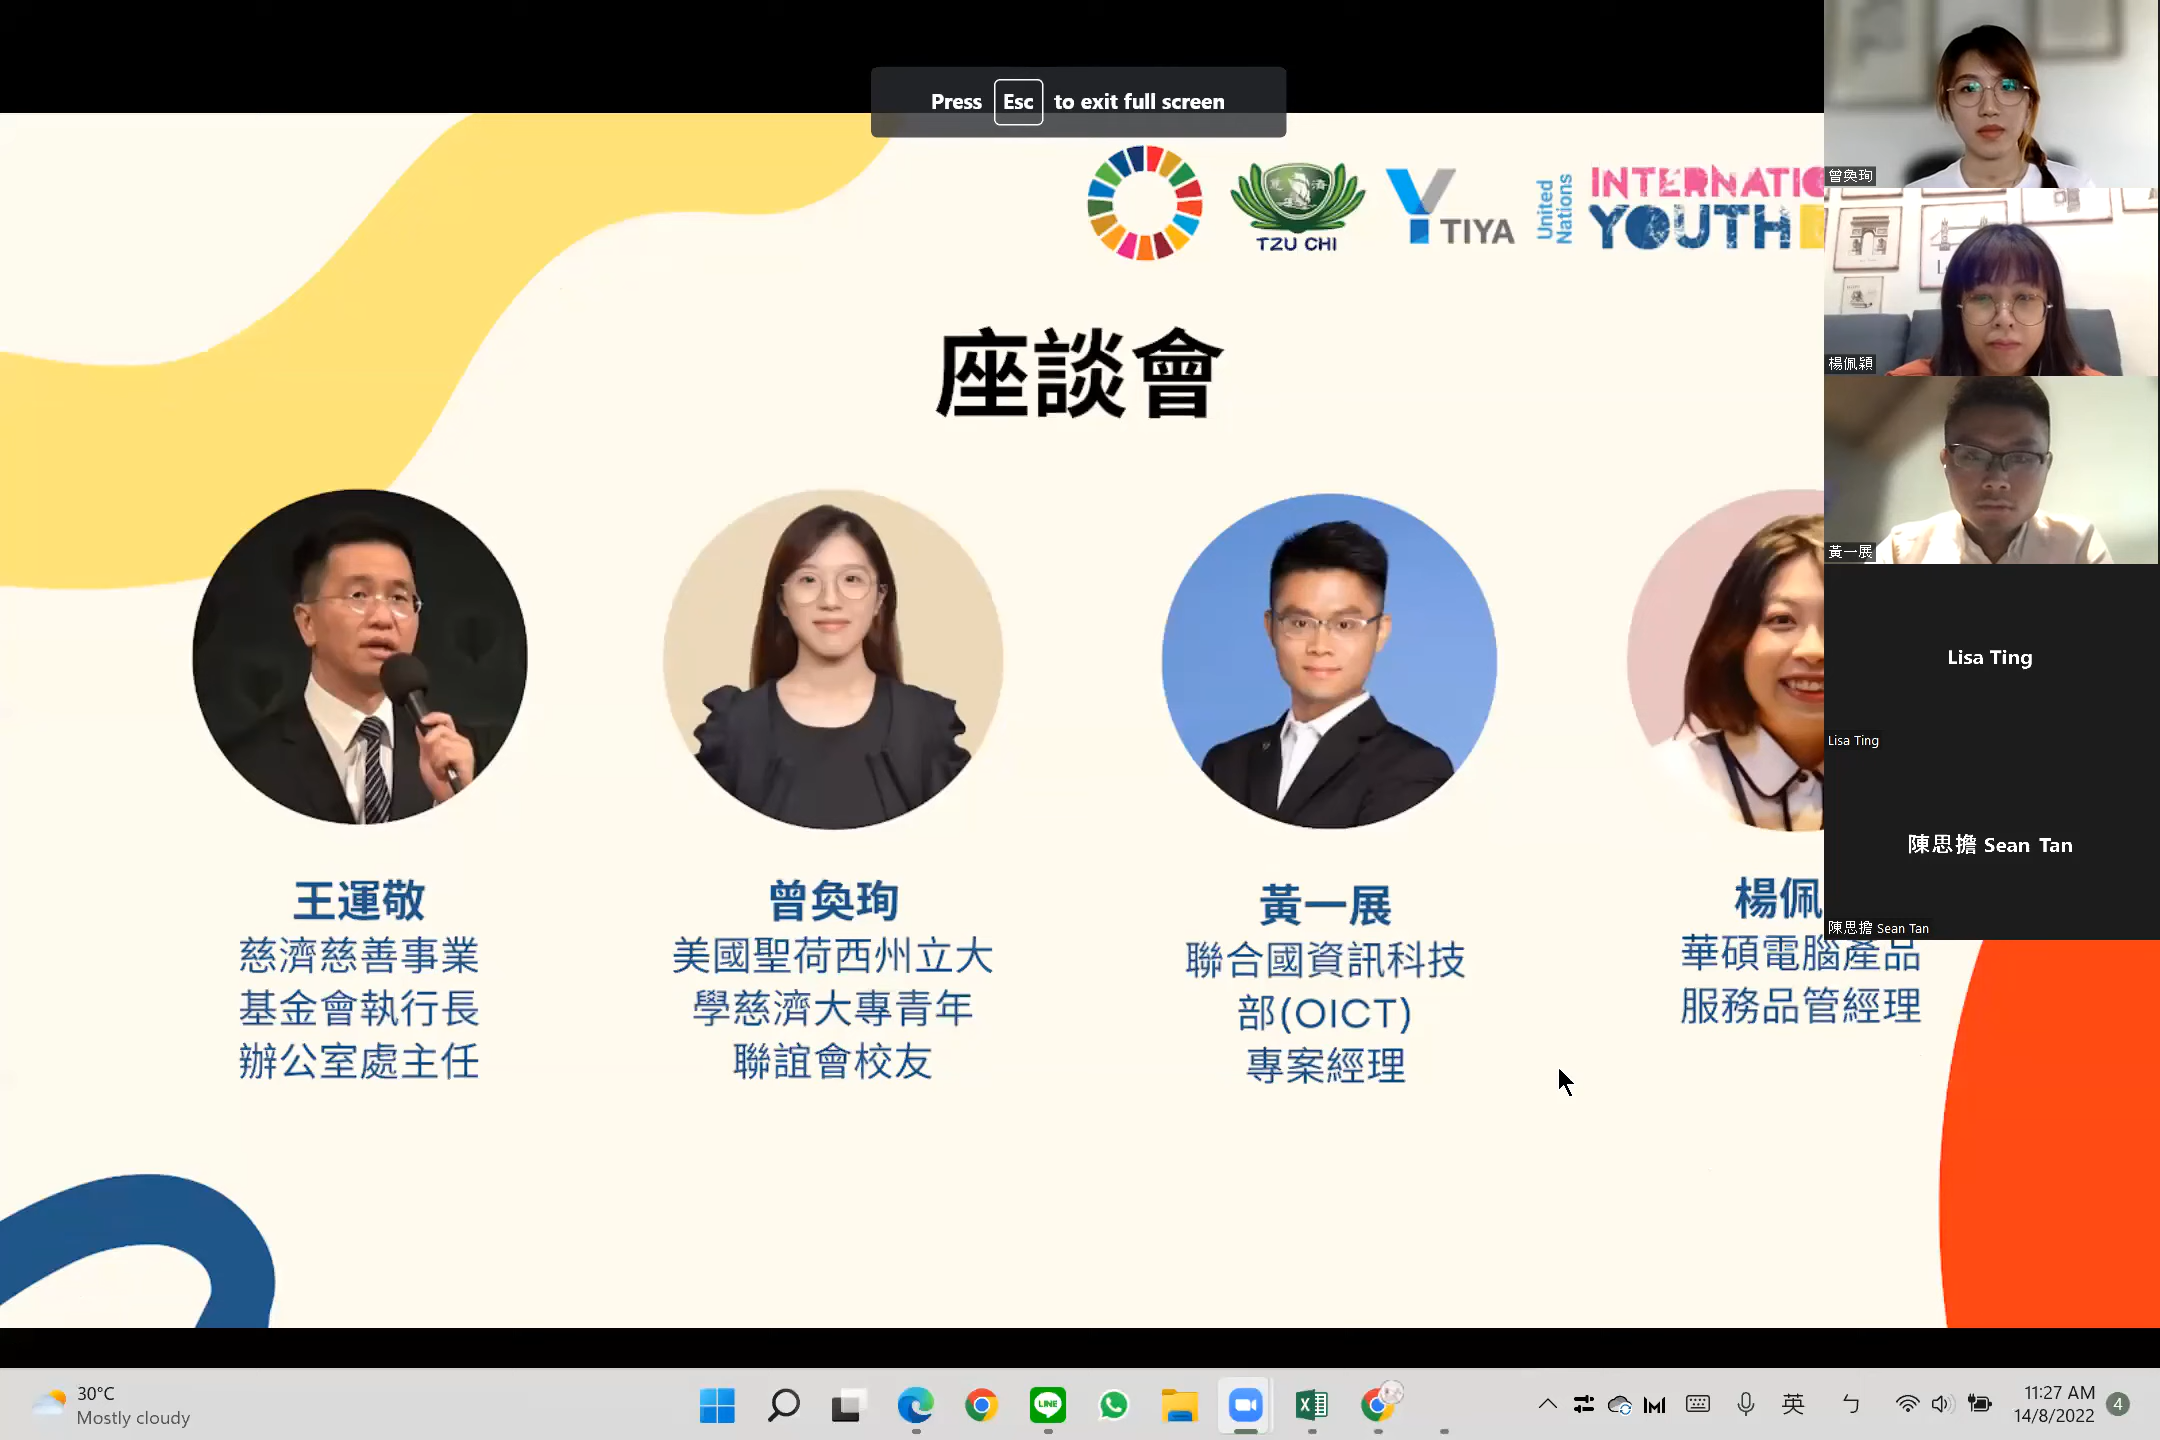 Press Esc to exit full screen
TZU CHI
TIYA
United
Nations
INTERNATIO
YOUTH
座談會
王運敬
慈濟慈善事業
基金會執行長
辦公室處主任
曾奐珣
美國聖荷西州立大
學慈濟大專青年
聯誼會校友
黃一展
聯合國資訊科技
部(OICT)
專案經理
楊佩
華碩電腦產品
服務品管經理
曾奐珣
楊佩穎
黃一展
Lisa Ting
Lisa Ting
陳思擔 Sean Tan
陳思擔 Sean Tan
30°C
Mostly cloudy
LINE
英
ㄅ
11:27 AM
14/8/2022
4